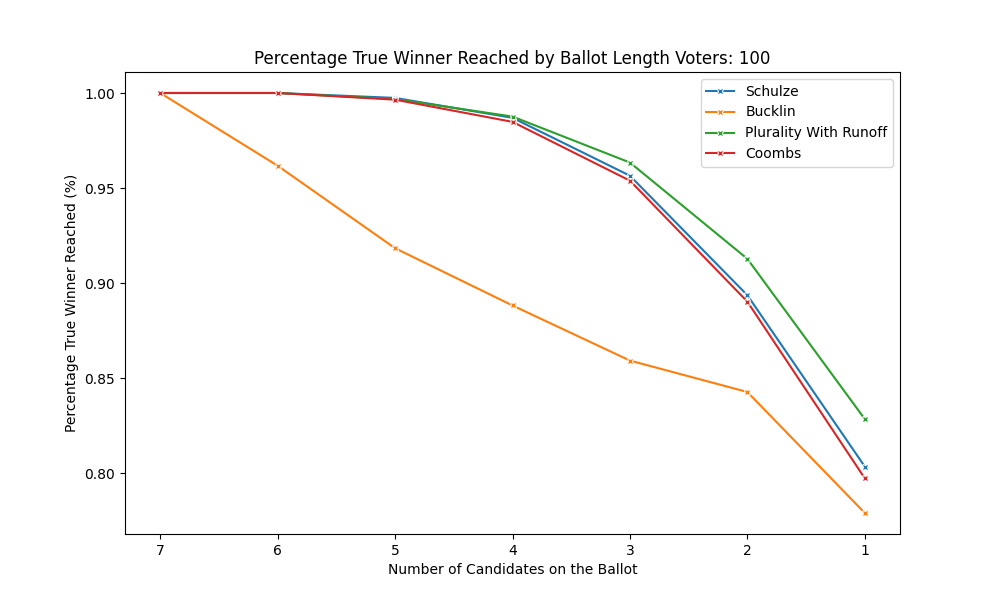 Percentage True Winner Reached by Ballot Length Voters: 100
Percentage True Winner Reached (%)
1.00
0.95
0.90
0.85
0.80
Schulze
Bucklin
Plurality With Runoff
Coombs
7 6 5 4 3 2 1
Number of Candidates on the Ballot